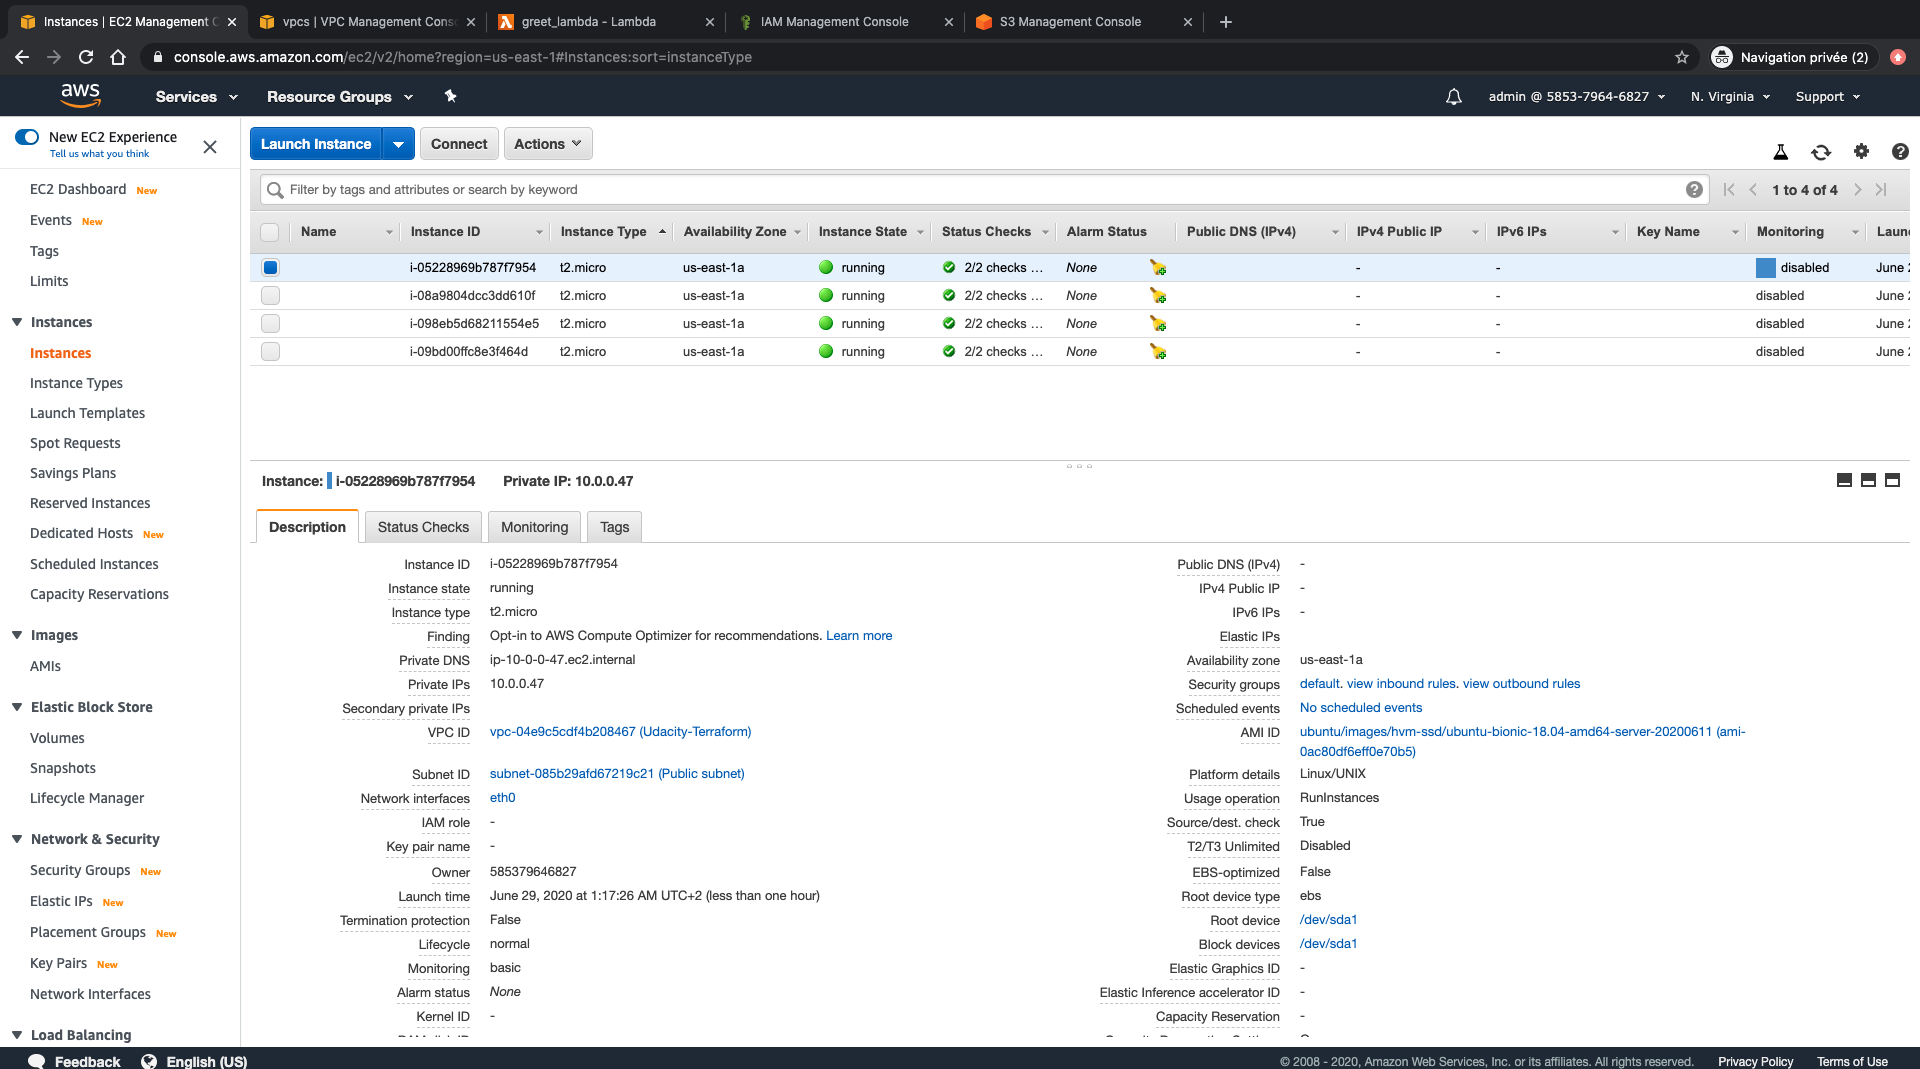 Instances | EC2 Management C
vpcs | VPC Management Conso
greet_lambda - Lambda
IAM Management Console
S3 Management Console
console.aws.amazon.com/ec2/v2/home?region=us-east-1#Instances:sort=instanceType
Navigation privée (2)
aws
Services
Resource Groups
admin @ 5853-7964-6827
N. Virginia
Support
New EC2 Experience
Tell us what you think
EC2 Dashboard New
Events New
Tags
Limits
Instances
Instances
Instance Types
Launch Templates
Spot Requests
Savings Plans
Reserved Instances
Dedicated Hosts New
Scheduled Instances
Capacity Reservations
Images
AMIs
Elastic Block Store
Volumes
Snapshots
Lifecycle Manager
Network & Security
Security Groups New
Elastic IPs New
Placement Groups New
Key Pairs New
Network Interfaces
Load Balancing
Launch Instance
Connect
Actions
Filter by tags and attributes or search by keyword
1 to 4 of 4
Name Instance ID Instance Type Availability Zone Instance State Status Checks Alarm Status Public DNS (IPv4) IPv4 Public IP IPv6 IPs Key Name Monitoring Laun
i-05228969b787f7954 t2.micro us-east-1a running 2/2 checks ... None - - disabled June 2
i-08a9804dcc3dd610f t2.micro us-east-1a running 2/2 checks ... None - - disabled June 2
i-098eb5d68211554e5 t2.micro us-east-1a running 2/2 checks ... None - - disabled June 2
i-09bd00ffc8e3f464d t2.micro us-east-1a running 2/2 checks ... None - - disabled June 2
Instance: i-05228969b787f7954 Private IP: 10.0.0.47
Description
Status Checks
Monitoring
Tags
Instance ID i-05228969b787f7954
Instance state running
Instance type t2.micro
Finding Opt-in to AWS Compute Optimizer for recommendations. Learn more
Private DNS ip-10-0-0-47.ec2.internal
Private IPs 10.0.0.47
Secondary private IPs
VPC ID vpc-04e9c5cdf4b208467 (Udacity-Terraform)
Subnet ID subnet-085b29afd67219c21 (Public subnet)
Network interfaces eth0
IAM role -
Key pair name -
Owner 585379646827
Launch time June 29, 2020 at 1:17:26 AM UTC+2 (less than one hour)
Termination protection False
Lifecycle normal
Monitoring basic
Alarm status None
Kernel ID -
Public DNS (IPv4) -
IPv4 Public IP -
IPv6 IPs -
Elastic IPs
Availability zone us-east-1a
Security groups default. view inbound rules. view outbound rules
Scheduled events No scheduled events
AMI ID ubuntu/images/hvm-ssd/ubuntu-bionic-18.04-amd64-server-20200611 (ami-
0ac80df6eff0e70b5)
Platform details Linux/UNIX
Usage operation RunInstances
Source/dest. check True
T2/T3 Unlimited Disabled
EBS-optimized False
Root device type ebs
Root device /dev/sda1
Block devices /dev/sda1
Elastic Graphics ID -
Elastic Inference accelerator ID -
Capacity Reservation -
Feedback
English (US)
© 2008 - 2020, Amazon Web Services, Inc. or its affiliates. All rights reserved.
Privacy Policy
Terms of Use